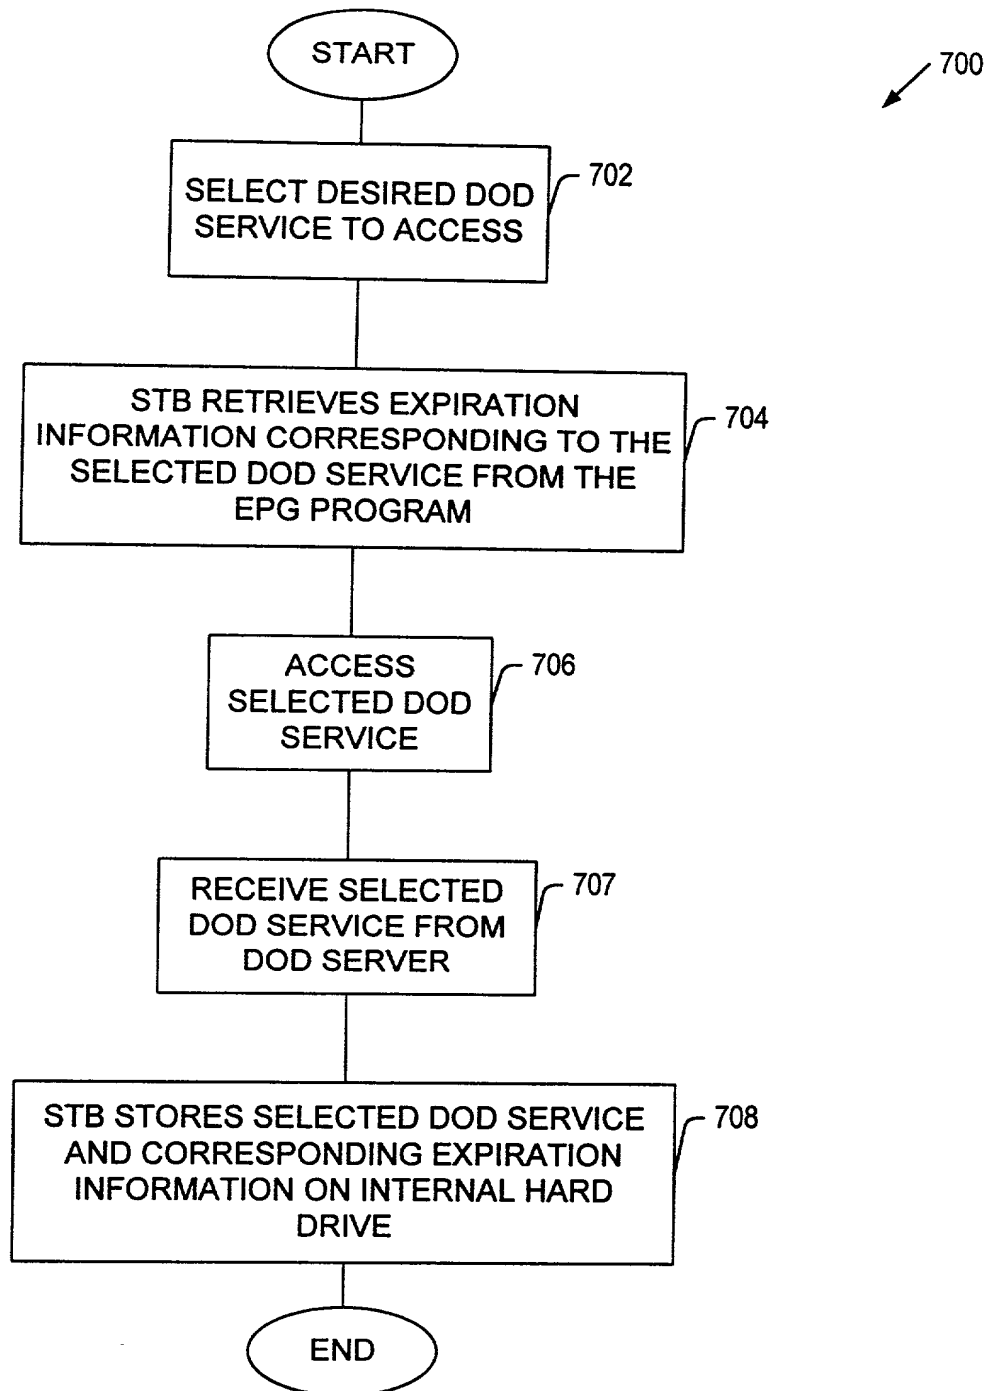 START
700
SELECT DESIRED DOD
SERVICE TO ACCESS
702
STB RETRIEVES EXPIRATION
INFORMATION CORRESPONDING TO THE
SELECTED DOD SERVICE FROM THE
EPG PROGRAM
704
ACCESS
SELECTED DOD
SERVICE
706
RECEIVE SELECTED
DOD SERVICE FROM
DOD SERVER
707
STB STORES SELECTED DOD SERVICE
AND CORRESPONDING EXPIRATION
INFORMATION ON INTERNAL HARD
DRIVE
708
END